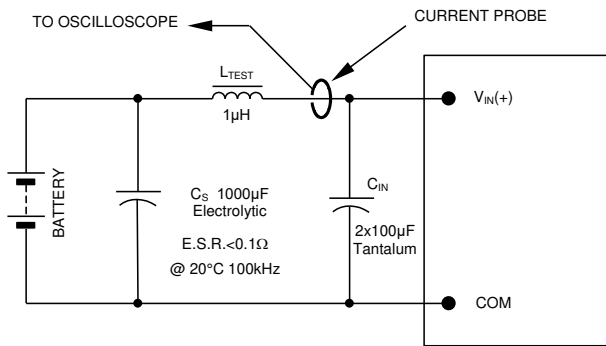 TO OSCILLOSCOPE
CURRENT PROBE
LTEST
1µH
VIN(+)
BATTERY
CS 1000µF
Electrolytic
E.S.R.<0.1Ω
@ 20°C 100kHz
CIN
2x100µF
Tantalum
COM